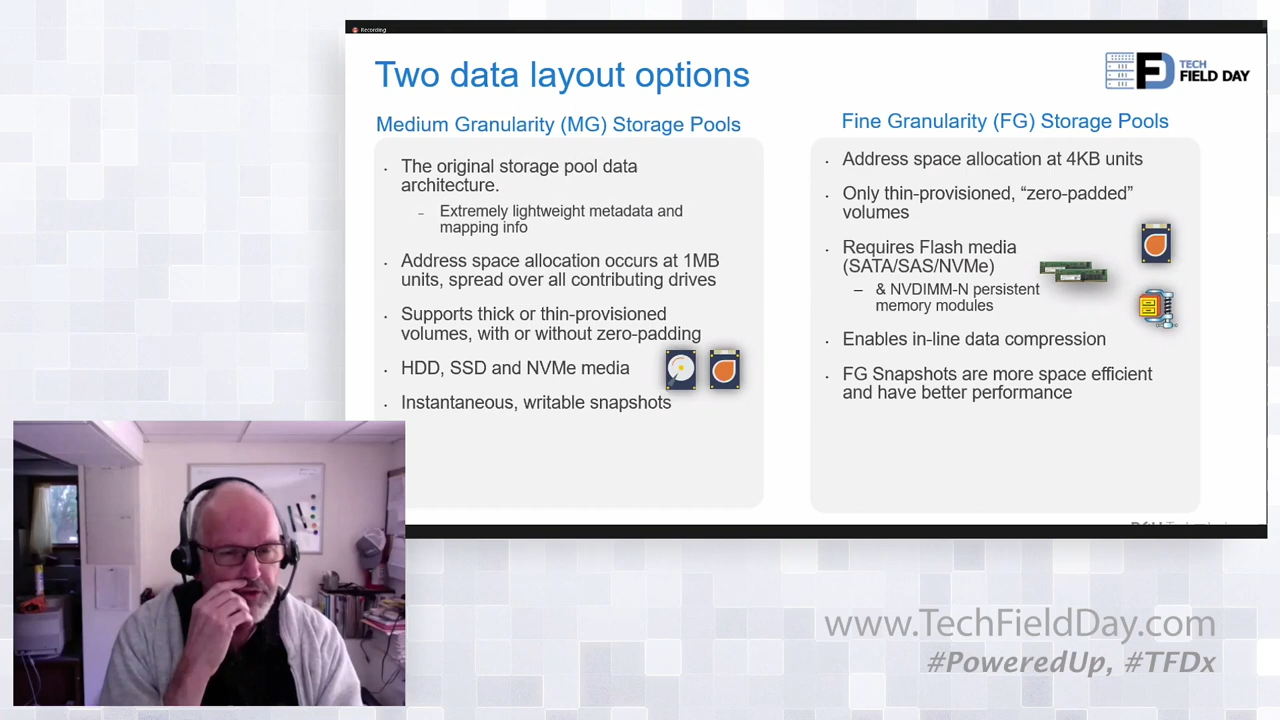 Recording
Two data layout options
TECH
FIELD DAY
Medium Granularity (MG) Storage Pools
· The original storage pool data
architecture.
– Extremely lightweight metadata and
mapping info
· Address space allocation occurs at 1MB
units, spread over all contributing drives
· Supports thick or thin-provisioned
volumes, with or without zero-padding
· HDD, SSD and NVMe media
· Instantaneous, writable snapshots
Fine Granularity (FG) Storage Pools
· Address space allocation at 4KB units
· Only thin-provisioned, “zero-padded”
volumes
· Requires Flash media
(SATA/SAS/NVMe)
– & NVDIMM-N persistent
memory modules
· Enables in-line data compression
· FG Snapshots are more space efficient
and have better performance
www.TechFieldDay.com
#PoweredUp, #TFDx